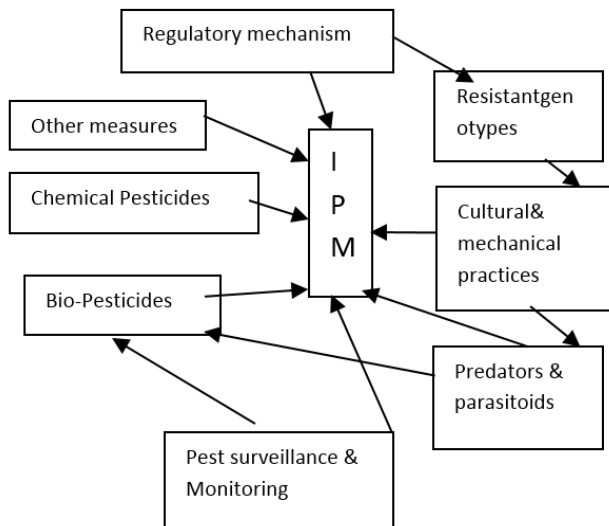 Regulatory mechanism
Resistantgen
otypes
Other measures
I
P
M
Chemical Pesticides
Cultural&
mechanical
practices
Bio-Pesticides
Predators &
parasitoids
Pest surveillance &
Monitoring